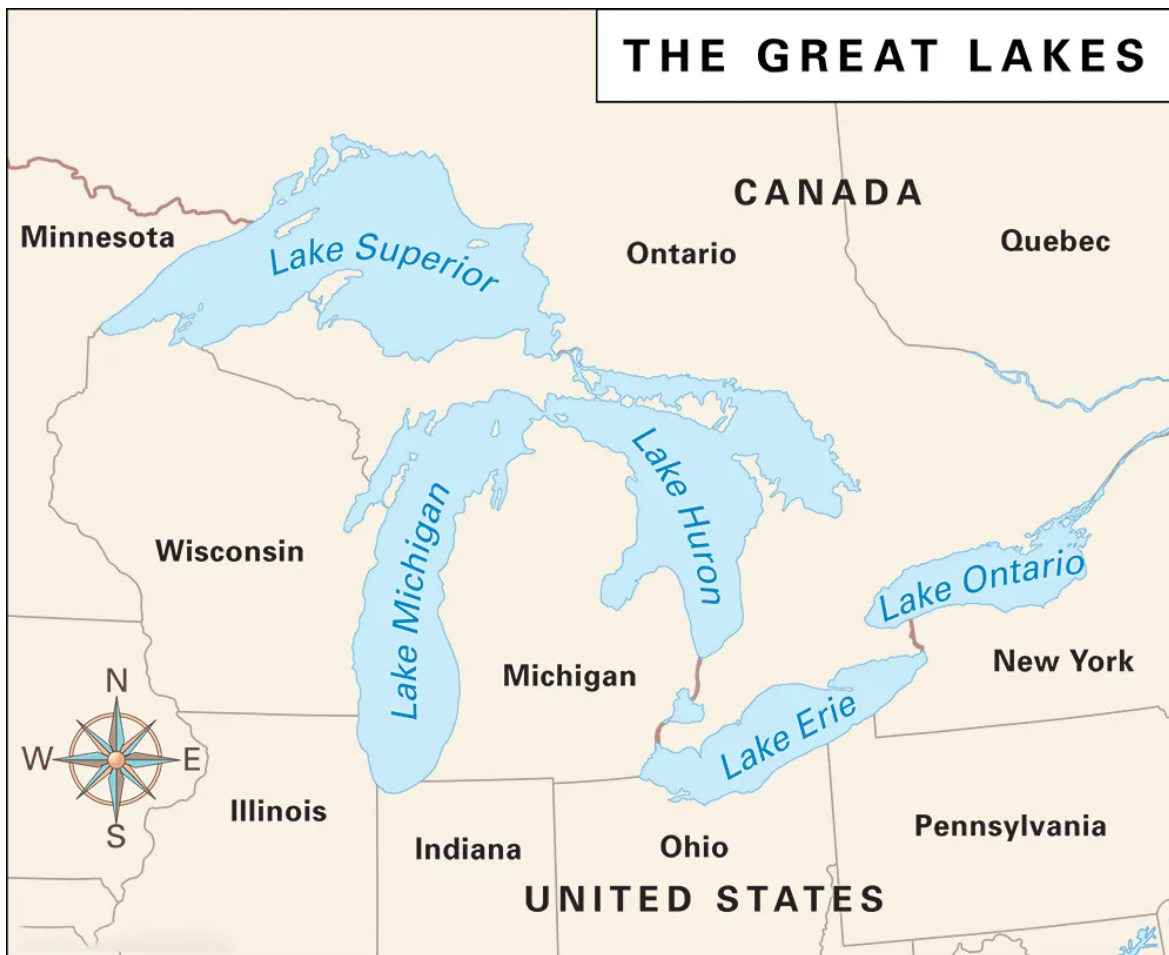 THE GREAT LAKES
CANADA
Minnesota
Lake Superior
Ontario
Quebec
Lake Huron
Lake Michigan
Wisconsin
Lake Ontario
Michigan
New York
Lake Erie
N
W
E
S
Illinois
Indiana
Ohio
Pennsylvania
UNITED STATES